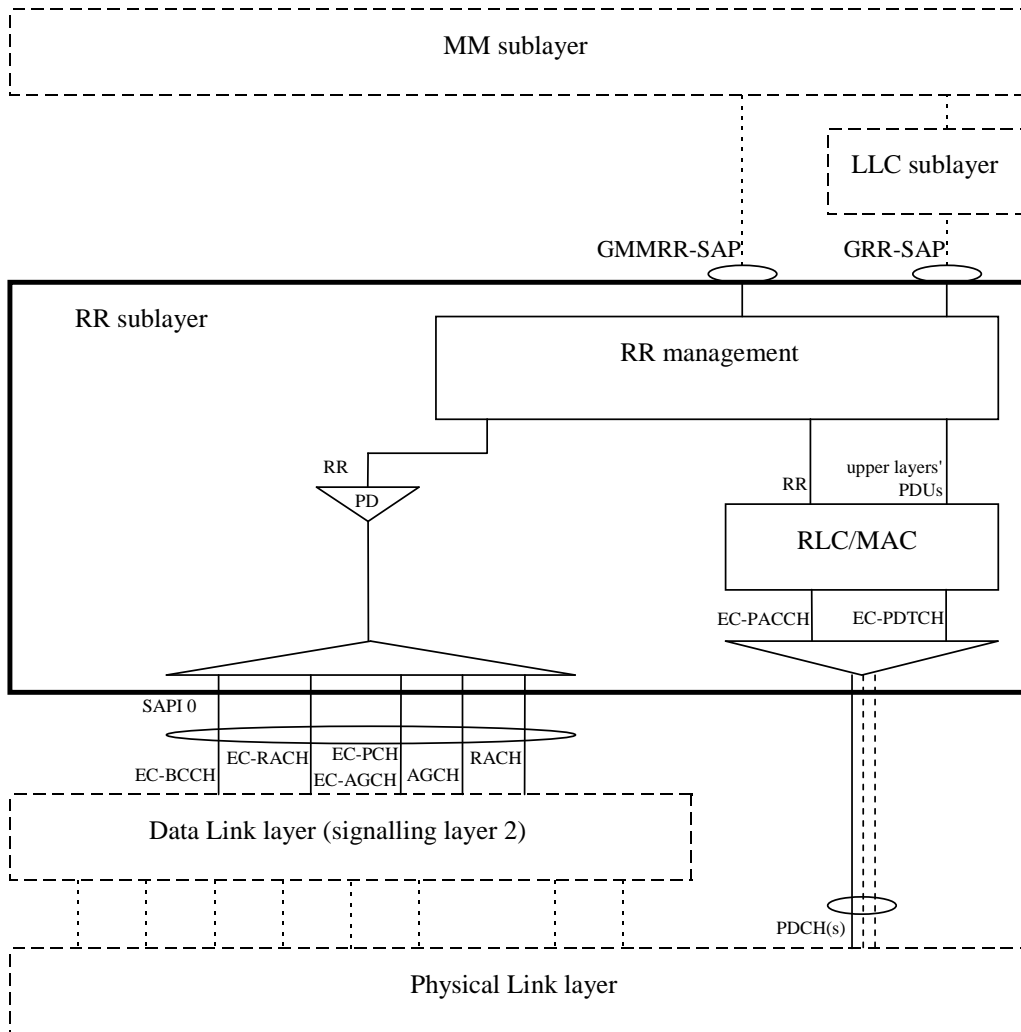 MM sublayer
LLC sublayer
GMMRR-SAP
GRR-SAP
RR sublayer
RR management
RR
PD
RR
upper layers'
PDUs
RLC/MAC
EC-PACCH
EC-PDTCH
SAPI 0
EC-BCCH
EC-RACH
EC-PCH
EC-AGCH
AGCH
RACH
Data Link layer (signalling layer 2)
PDCH(s)
Physical Link layer